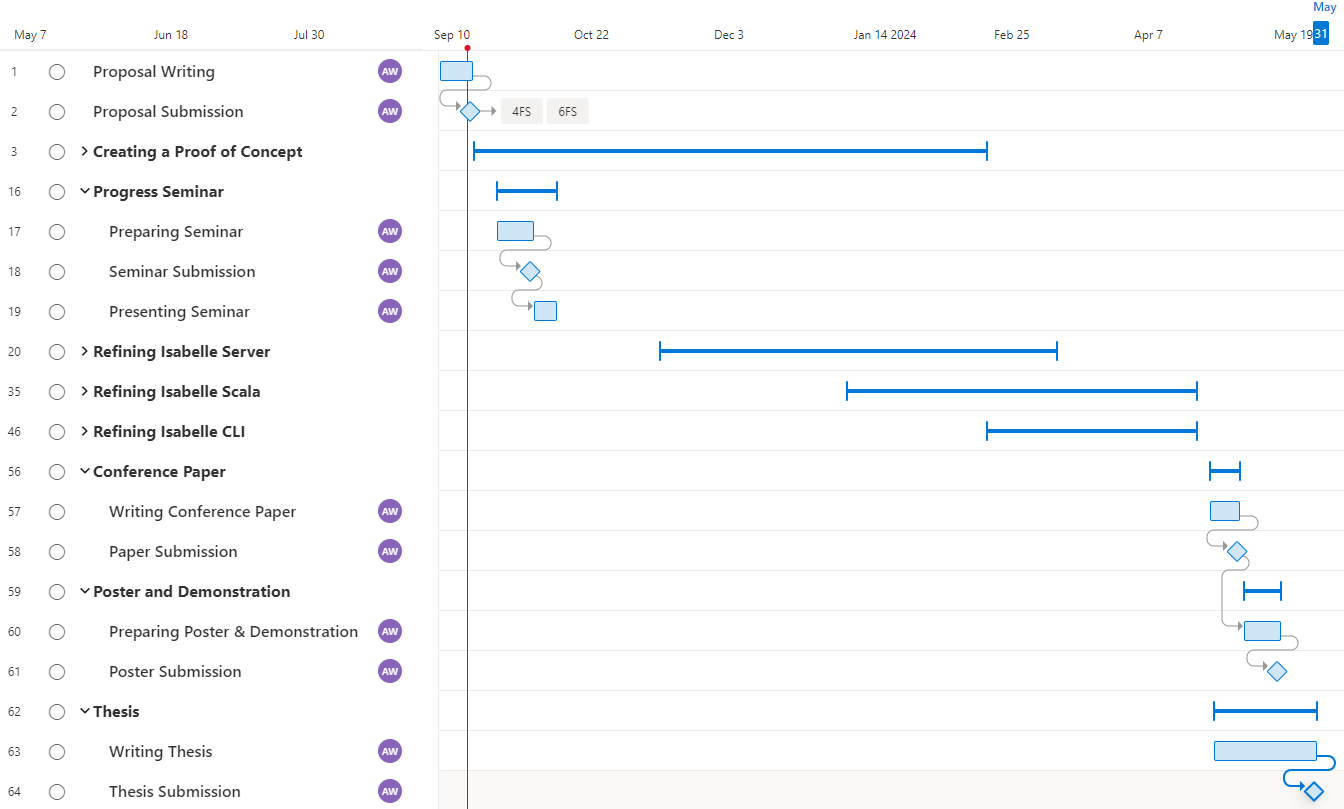 May
May 7 Jun 18 Jul 30 Sep 10 Oct 22 Dec 3 Jan 14 2024 Feb 25 Apr 7 May 19 31
1 Proposal Writing AW
2 Proposal Submission AW 4FS 6FS
3 Creating a Proof of Concept
16 Progress Seminar
17 Preparing Seminar AW
18 Seminar Submission AW
19 Presenting Seminar AW
20 Refining Isabelle Server
35 Refining Isabelle Scala
46 Refining Isabelle CLI
56 Conference Paper
57 Writing Conference Paper AW
58 Paper Submission AW
59 Poster and Demonstration
60 Preparing Poster & Demonstration AW
61 Poster Submission AW
62 Thesis
63 Writing Thesis AW
64 Thesis Submission AW